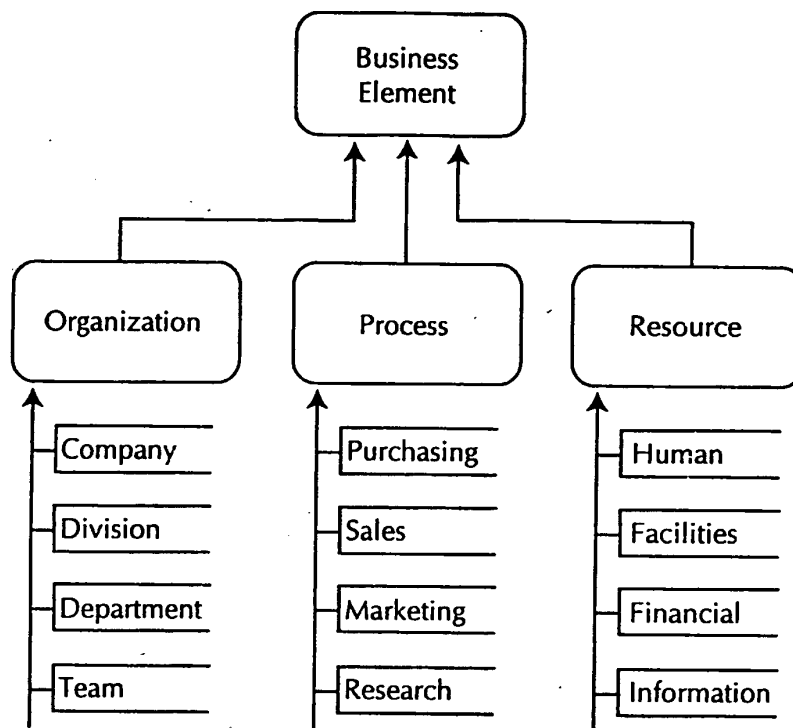 Business
Element
Organization
Process
Resource
Company
Division
Department
Team
Purchasing
Sales
Marketing
Research
Human
Facilities
Financial
Information